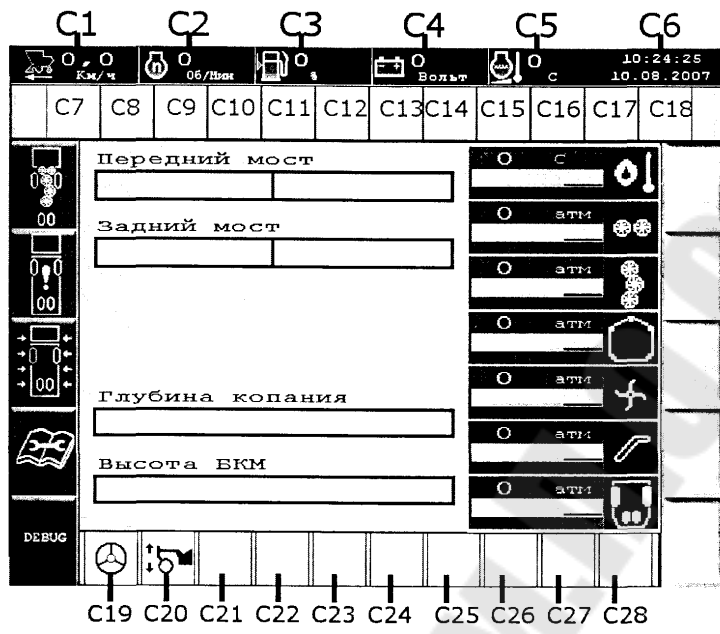 C1 C2 C3 C4 C5 C6
0,0 Км/ч 0 Об/Мин 0 % 0 Вольт 0 С 10:24:25
10.08.2007
C7 C8 C9 C10 C11 C12 C13 C14 C15 C16 C17 C18
Передний мост
0 С
00
Задний мост
0 атм
0 атм
00
0 атм
00
Глубина копания
0 атм
0 атм
Высота БКМ
0 атм
DEBUG
C19 C20 C21 C22 C23 C24 C25 C26 C27 C28